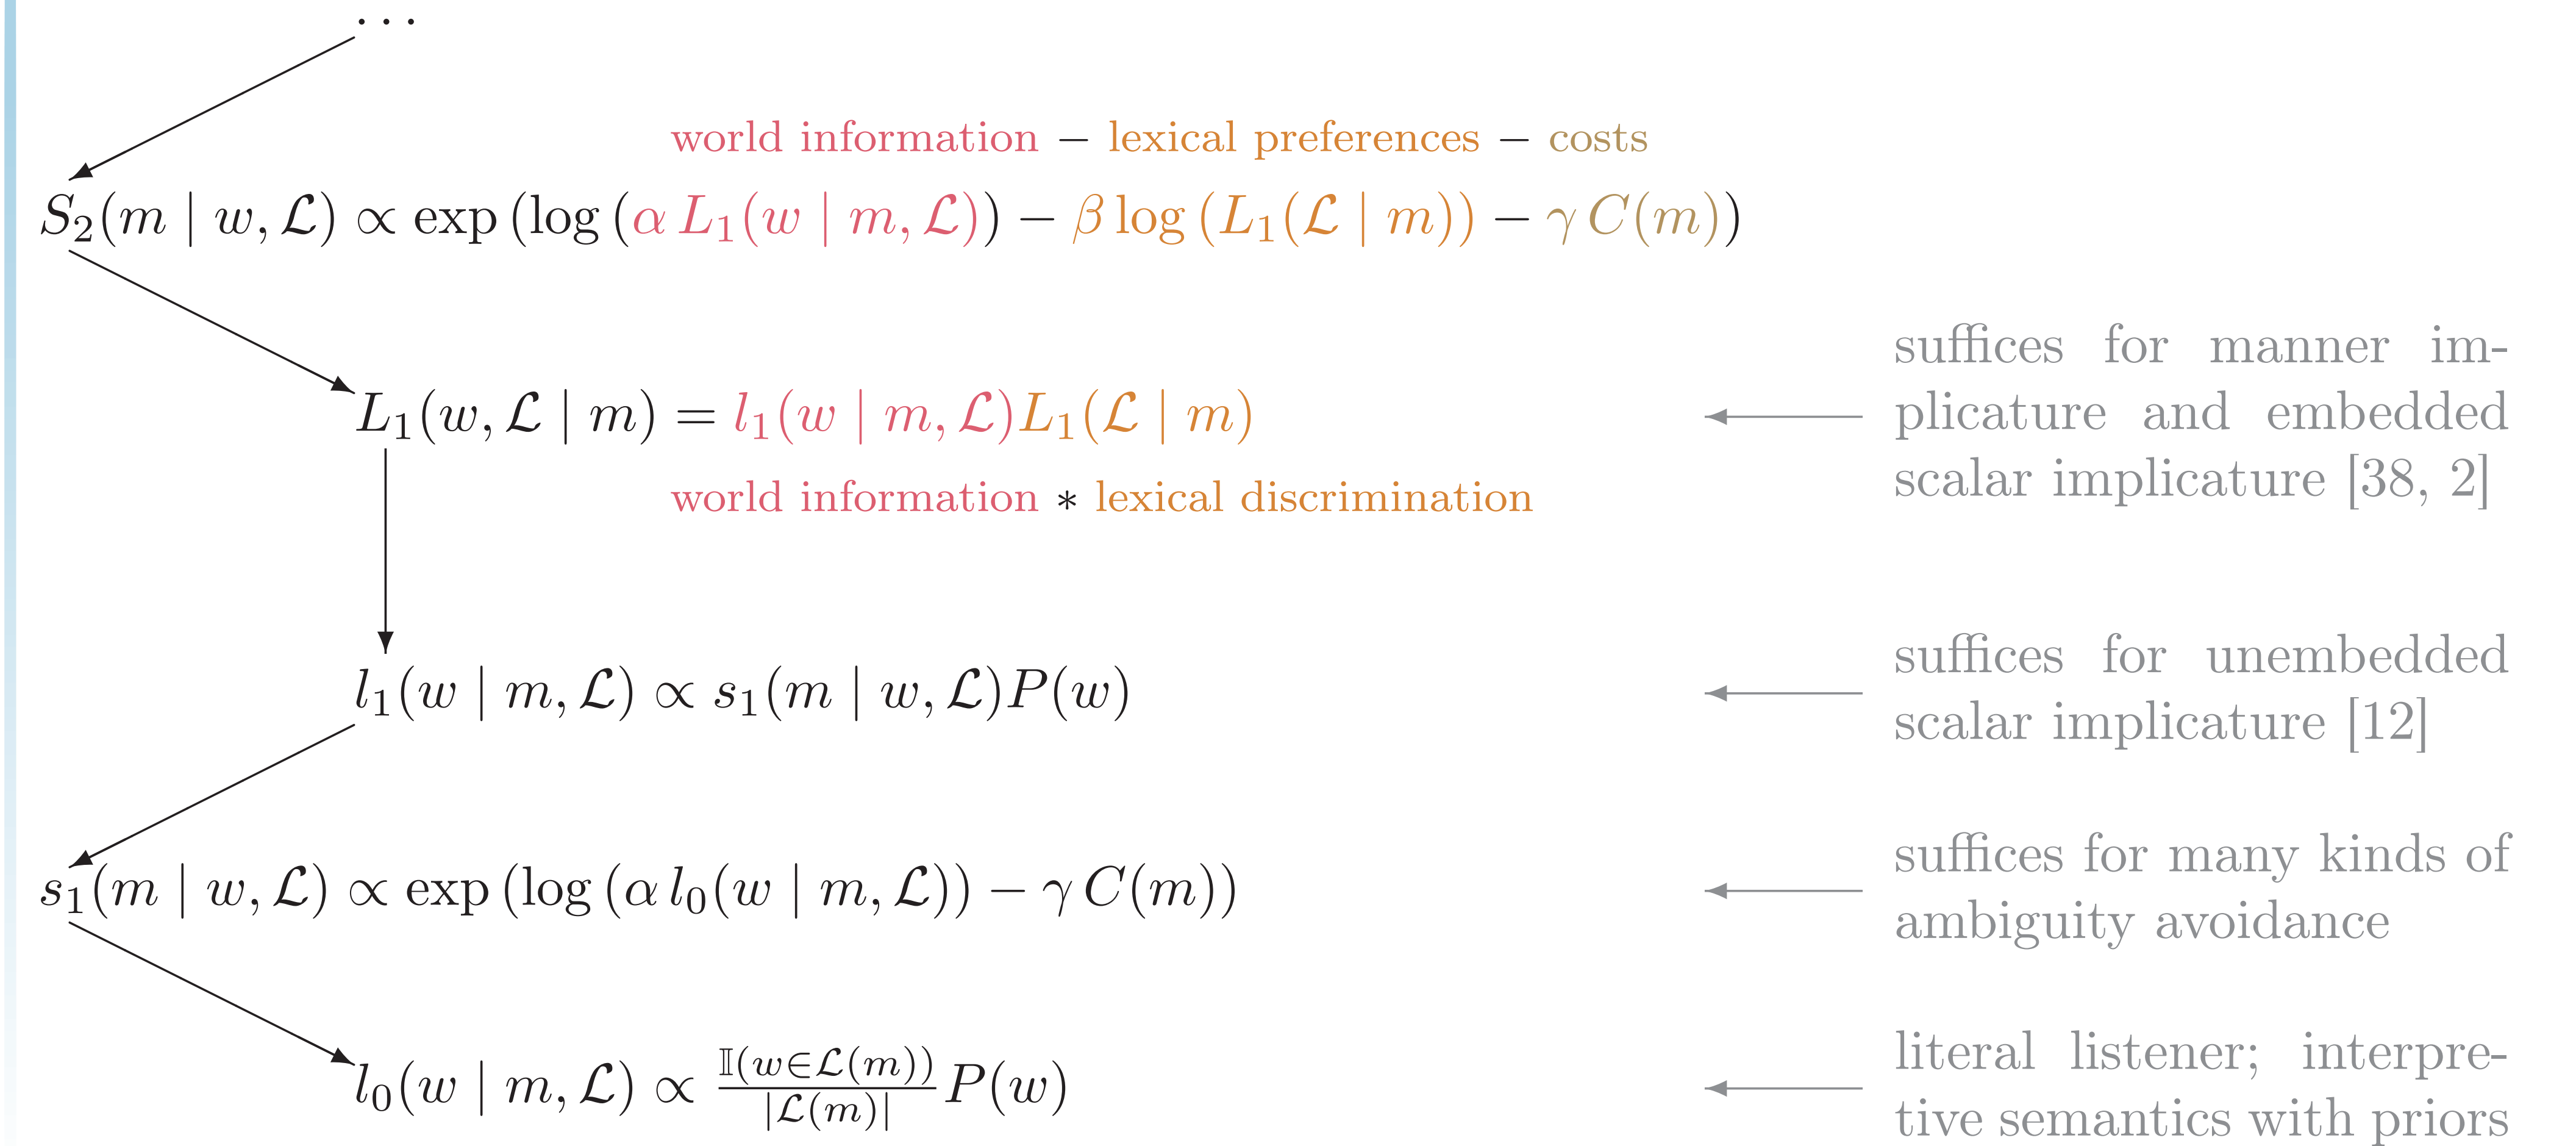 …
world information − lexical preferences − costs
S₂(m | w, ℒ) ∝ exp (log (α L₁(w | m, ℒ)) − β log (L₁(ℒ | m)) − γ C(m))
L₁(w, ℒ | m) = l₁(w | m, ℒ)L₁(ℒ | m)
world information ∗ lexical discrimination
suffices for manner im-
plicature and embedded
scalar implicature [38, 2]
l₁(w | m, ℒ) ∝ s₁(m | w, ℒ)P(w)
suffices for unembedded
scalar implicature [12]
s₁(m | w, ℒ) ∝ exp (log (α l₀(w | m, ℒ)) − γ C(m))
suffices for many kinds of
ambiguity avoidance
l₀(w | m, ℒ) ∝ 𝕀(w∈ℒ(m))/|ℒ(m)| P(w)
literal listener; interpre-
tive semantics with priors